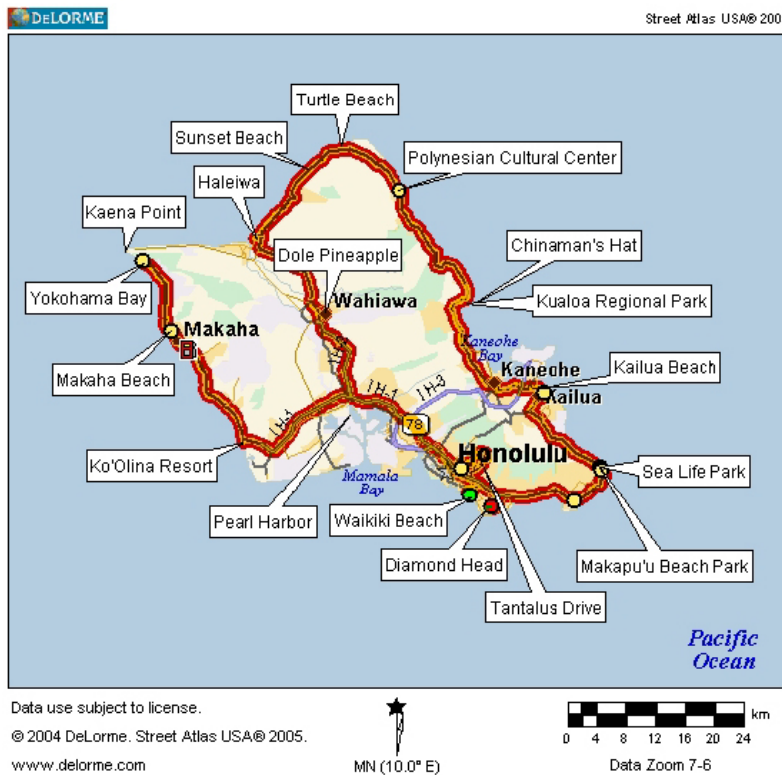 DELORME
Street Atlas USA® 200
Turtle Beach
Sunset Beach
Polynesian Cultural Center
Haleiwa
Kaena Point
Chinaman's Hat
Dole Pineapple
Yokohama Bay
Wahiawa
Kualoa Regional Park
Makaha
Kaneohe
Bay
B
Makaha Beach
I H-2
Kaneohe
Kailua Beach
I H-1
I H-3
Kailua
78
I H-1
Honolulu
Ko'Olina Resort
Sea Life Park
Mamala
Bay
Pearl Harbor
Waikiki Beach
Diamond Head
Makapu'u Beach Park
Tantalus Drive
Pacific
Ocean
Data use subject to license.
© 2004 DeLorme. Street Atlas USA® 2005.
www.delorme.com
MN (10.0° E)
km
0 4 8 12 16 20 24
Data Zoom 7-6